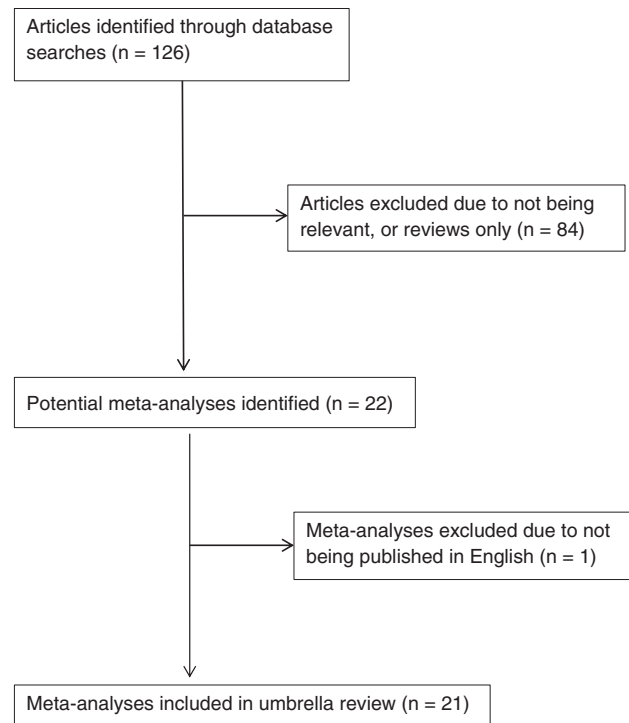 Articles identified through database
searches (n = 126)
Articles excluded due to not being
relevant, or reviews only (n = 84)
Potential meta-analyses identified (n = 22)
Meta-analyses excluded due to not
being published in English (n = 1)
Meta-analyses included in umbrella review (n = 21)